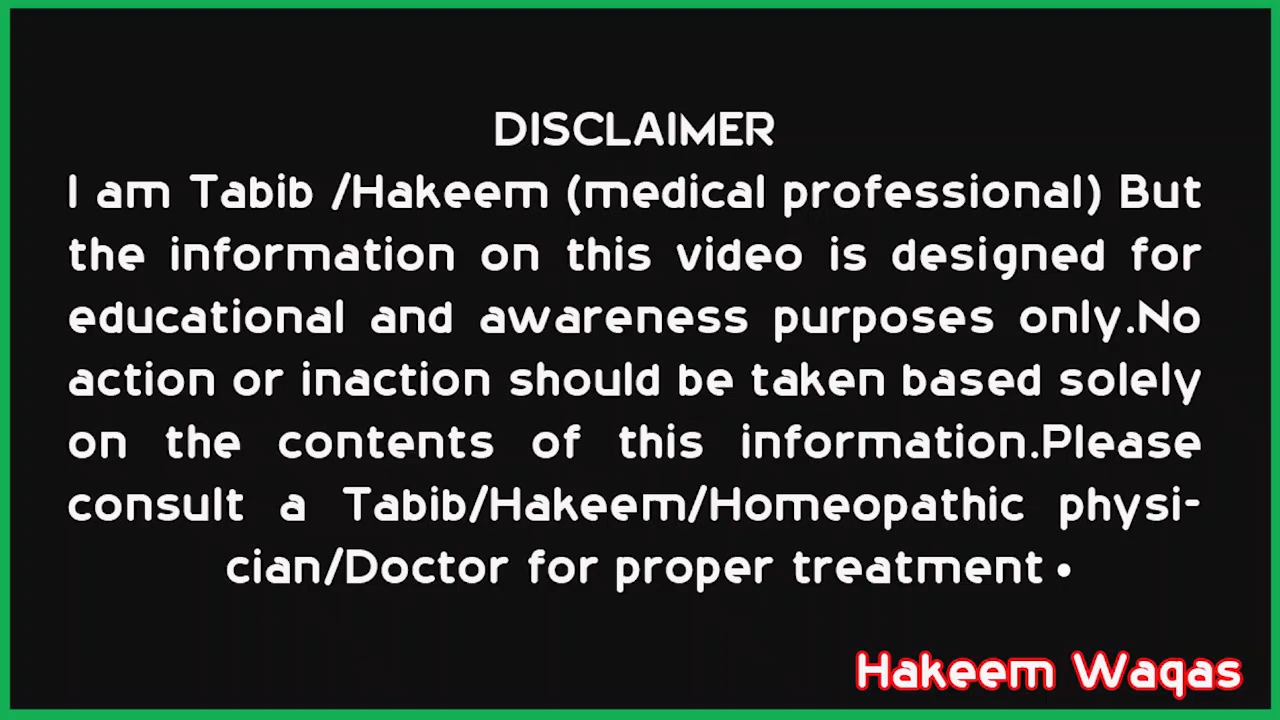 DISCLAIMER
I am Tabib /Hakeem (medical professional) But
the information on this video is designed for
educational and awareness purposes only.No
action or inaction should be taken based solely
on the contents of this information.Please
consult a Tabib/Hakeem/Homeopathic physi-
cian/Doctor for proper treatment •
Hakeem Waqas